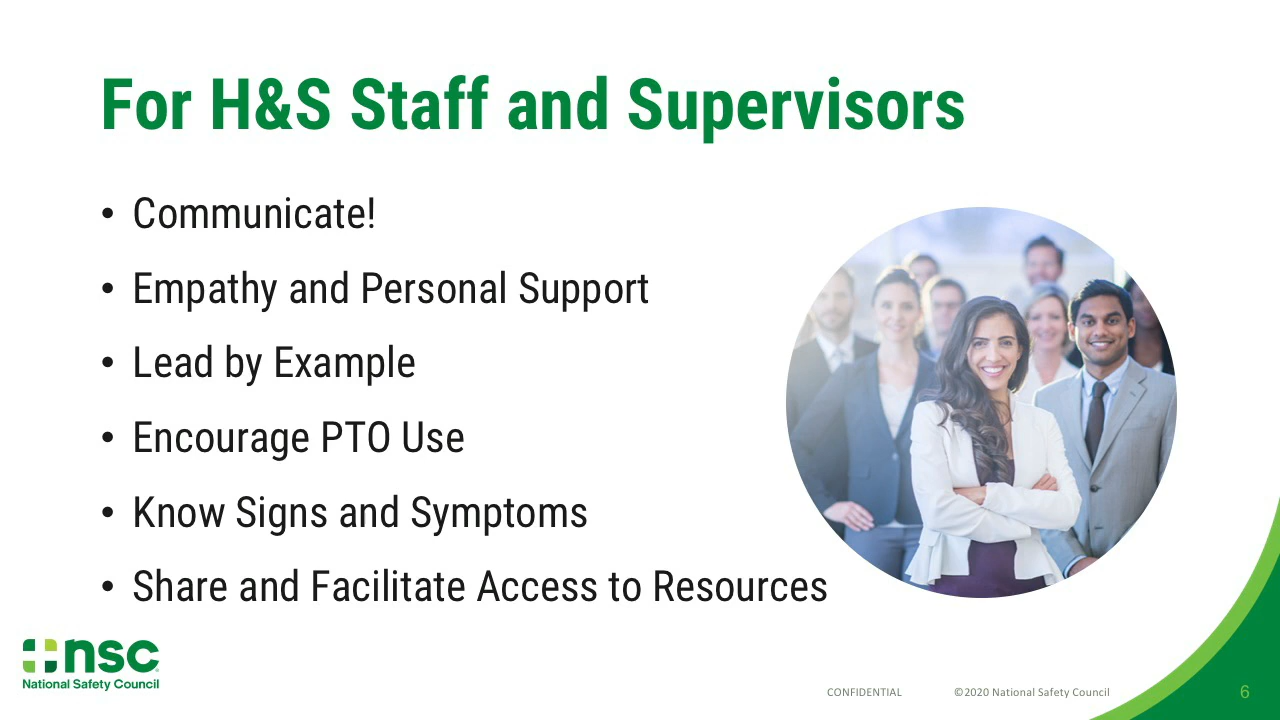 For H&S Staff and Supervisors
• Communicate!
• Empathy and Personal Support
• Lead by Example
• Encourage PTO Use
• Know Signs and Symptoms
• Share and Facilitate Access to Resources
nsc
National Safety Council
CONFIDENTIAL ©2020 National Safety Council 6